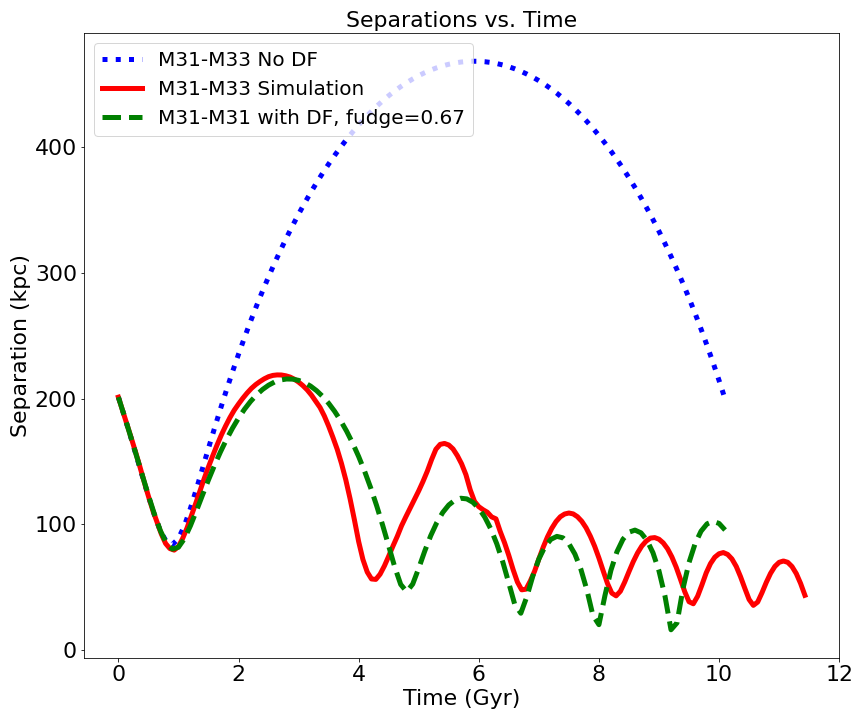 Separations vs. Time
M31-M33 No DF
M31-M33 Simulation
M31-M31 with DF, fudge=0.67
Separation (kpc)
400
300
200
100
0
0 2 4 6 8 10 12
Time (Gyr)